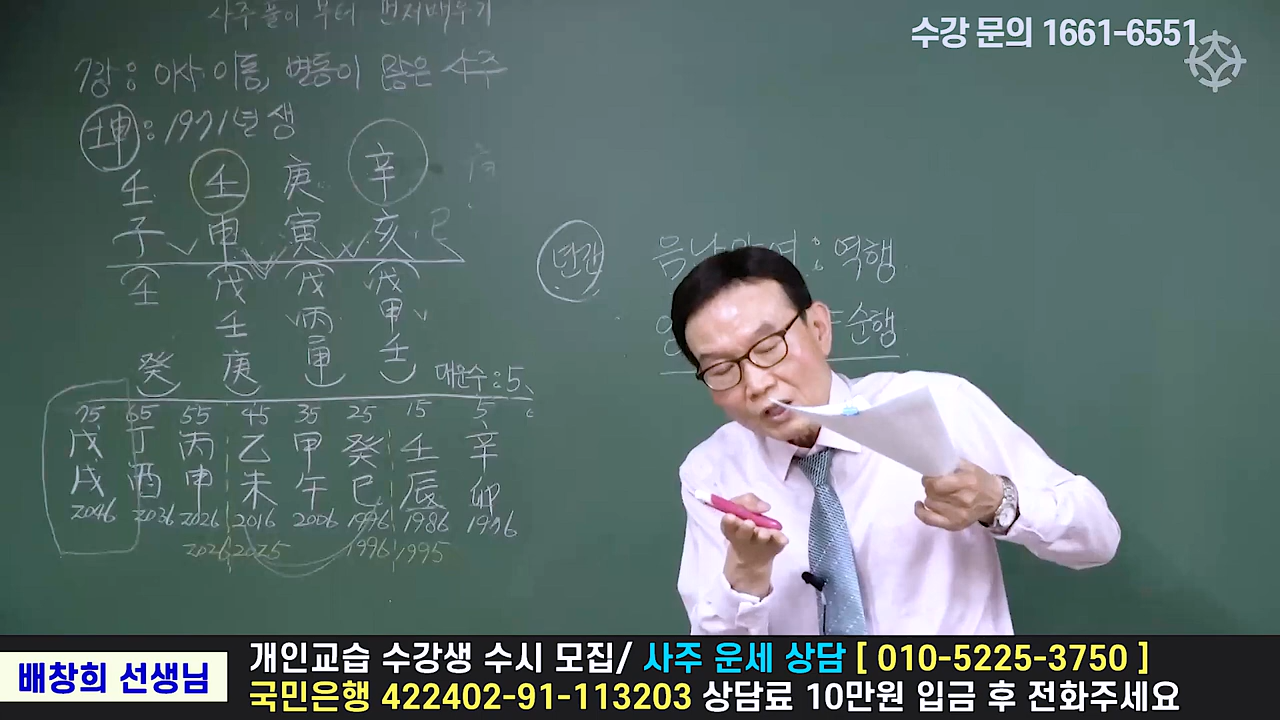 사주풀이 부터 먼저배우기
수강 문의 1661-6551
7강: 이사 이동, 변동이 많은 사주
坤: 1971년생
壬 壬 庚 辛
子 申 寅 亥
壬 戊 戊 戊
壬 丙 甲
癸 庚 甲 壬
대운수: 5
75 65 55 45 35 25 15 5
戊 丁 丙 乙 甲 癸 壬 辛
戌 酉 申 未 午 巳 辰 卯
2046 2036 2026 2016 2006 1996 1986 1976
2026 2025 1996 1995
년간
역행
순행
배창희 선생님
개인교습 수강생 수시 모집/ 사주 운세 상담 [ 010-5225-3750 ]
국민은행 422402-91-113203 상담료 10만원 입금 후 전화주세요